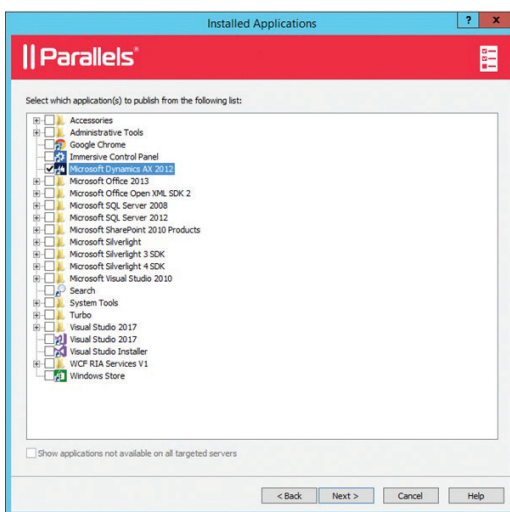 Installed Applications
? x
Parallels®
Select which application(s) to publish from the following list:
Accessories
Administrative Tools
Google Chrome
Immersive Control Panel
Microsoft Dynamics AX 2012
Microsoft Office 2013
Microsoft Office Open XML SDK 2
Microsoft SQL Server 2008
Microsoft SQL Server 2012
Microsoft SharePoint 2010 Products
Microsoft Silverlight
Microsoft Silverlight 3 SDK
Microsoft Silverlight 4 SDK
Microsoft Visual Studio 2010
Search
System Tools
Turbo
Visual Studio 2017
Visual Studio 2017
Visual Studio Installer
WCF RIA Services V1
Windows Store
Show applications not available on all targeted servers
< Back Next > Cancel Help